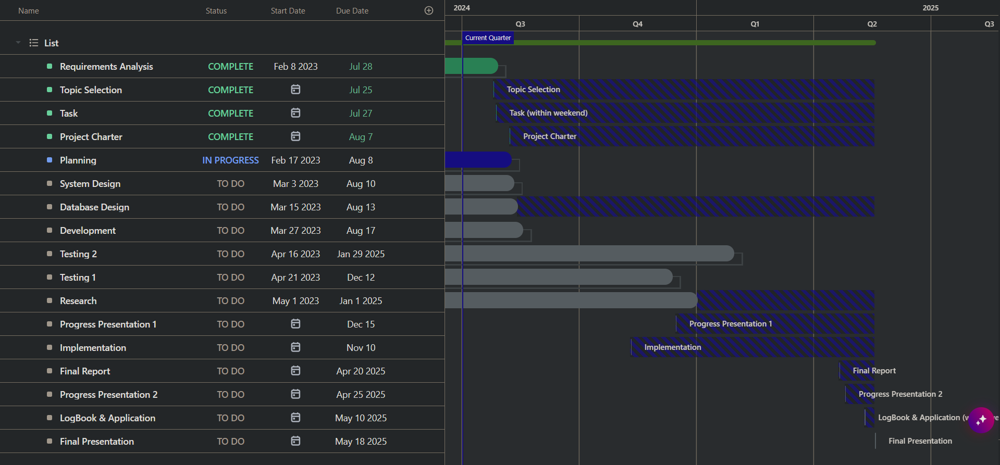 Name Status Start Date Due Date
2024 2025
Q3 Q4 Q1 Q2 Q3
Current Quarter
List
Requirements Analysis COMPLETE Feb 8 2023 Jul 28
Topic Selection COMPLETE Jul 25 Topic Selection
Task COMPLETE Jul 27 Task (within weekend)
Project Charter COMPLETE Aug 7 Project Charter
Planning IN PROGRESS Feb 17 2023 Aug 8
System Design TO DO Mar 3 2023 Aug 10
Database Design TO DO Mar 15 2023 Aug 13
Development TO DO Mar 27 2023 Aug 17
Testing 2 TO DO Apr 16 2023 Jan 29 2025
Testing 1 TO DO Apr 21 2023 Dec 12
Research TO DO May 1 2023 Jan 1 2025
Progress Presentation 1 TO DO Dec 15 Progress Presentation 1
Implementation TO DO Nov 10 Implementation
Final Report TO DO Apr 20 2025 Final Report
Progress Presentation 2 TO DO Apr 25 2025 Progress Presentation 2
LogBook & Application TO DO May 10 2025 LogBook & Application
Final Presentation TO DO May 18 2025 Final Presentation